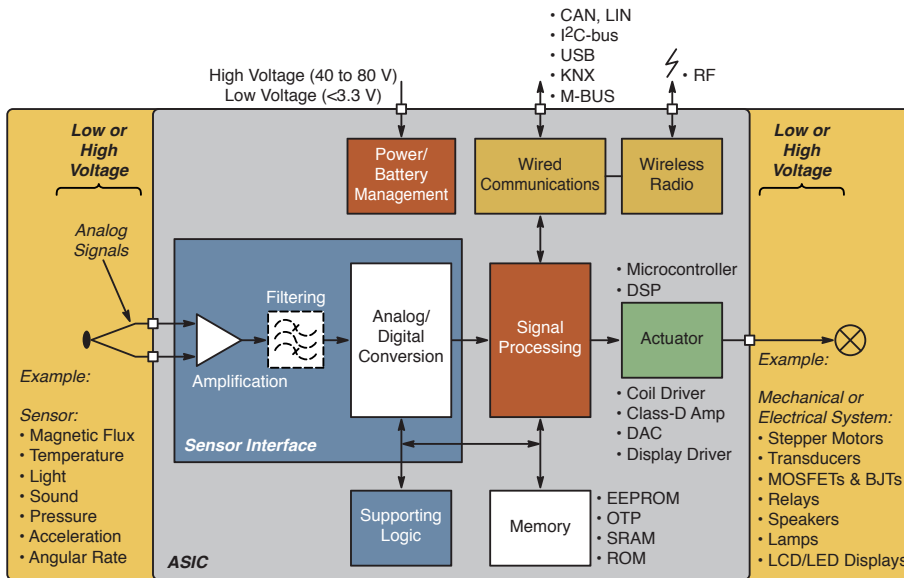 • CAN, LIN
• I²C-bus
• USB
• KNX
• M-BUS
• RF
High Voltage (40 to 80 V)
Low Voltage (<3.3 V)
Low or
High
Voltage
Analog
Signals
Power/
Battery
Management
Wired
Communications
Wireless
Radio
Low or
High
Voltage
Filtering
Amplification
Analog/
Digital
Conversion
Sensor Interface
Signal
Processing
• Microcontroller
• DSP
Actuator
• Coil Driver
• Class-D Amp
• DAC
• Display Driver
Supporting
Logic
Memory
• EEPROM
• OTP
• SRAM
• ROM
ASIC
Example:
Sensor:
• Magnetic Flux
• Temperature
• Light
• Sound
• Pressure
• Acceleration
• Angular Rate
Example:
Mechanical or
Electrical System:
• Stepper Motors
• Transducers
• MOSFETs & BJTs
• Relays
• Speakers
• Lamps
• LCD/LED Displays